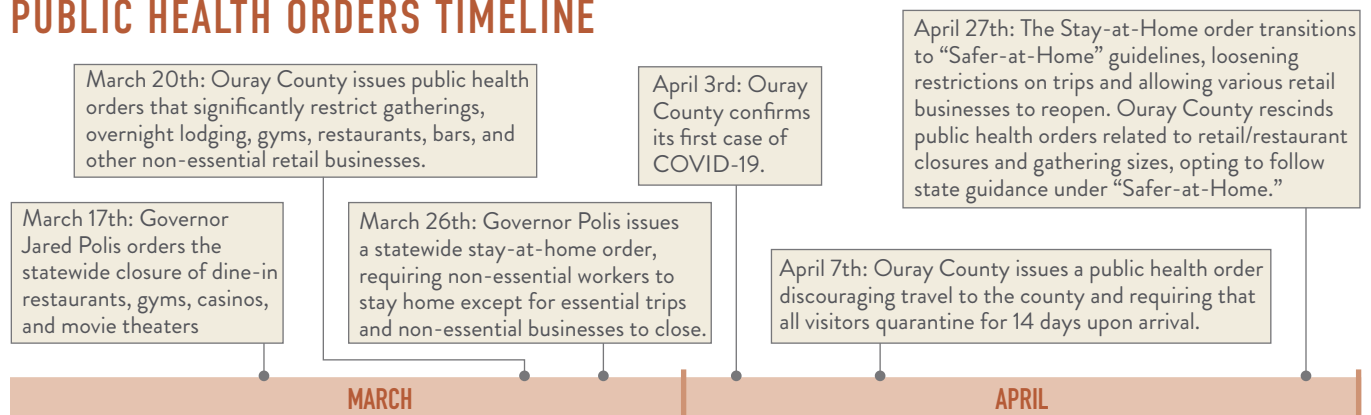 PUBLIC HEALTH ORDERS TIMELINE
March 17th: Governor
Jared Polis orders the
statewide closure of dine-in
restaurants, gyms, casinos,
and movie theaters
March 20th: Ouray County issues public health
orders that significantly restrict gatherings,
overnight lodging, gyms, restaurants, bars, and
other non-essential retail businesses.
March 26th: Governor Polis issues
a statewide stay-at-home order,
requiring non-essential workers to
stay home except for essential trips
and non-essential businesses to close.
April 3rd: Ouray
County confirms
its first case of
COVID-19.
April 7th: Ouray County issues a public health order
discouraging travel to the county and requiring that
all visitors quarantine for 14 days upon arrival.
April 27th: The Stay-at-Home order transitions
to “Safer-at-Home” guidelines, loosening
restrictions on trips and allowing various retail
businesses to reopen. Ouray County rescinds
public health orders related to retail/restaurant
closures and gathering sizes, opting to follow
state guidance under “Safer-at-Home.”
MARCH
APRIL